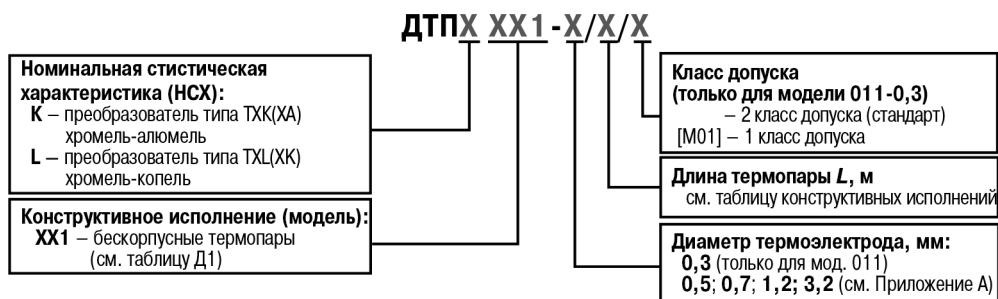 ДТПX XX1-X/X/X
Номинальная стистическая
характеристика (НСХ):
К – преобразователь типа ТХК(ХА)
хромель-алюмель
L – преобразователь типа ТХL(ХК)
хромель-копель
Конструктивное исполнение (модель):
XX1 – бескорпусные термопары
(см. таблицу Д1)
Класс допуска
(только для модели 011-0,3)
– 2 класс допуска (стандарт)
[М01] – 1 класс допуска
Длина термопары L, м
см. таблицу конструктивных исполнений
Диаметр термоэлектрода, мм:
0,3 (только для мод. 011)
0,5; 0,7; 1,2; 3,2 (см. Приложение А)